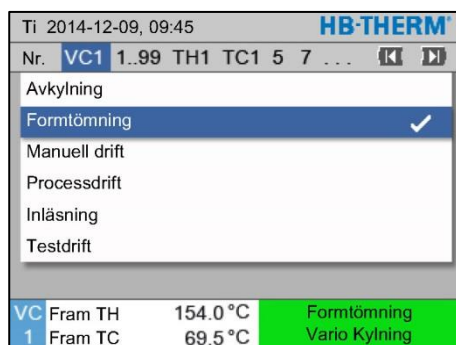 Ti 2014-12-09, 09:45 HB-THERM®
Nr. VC1 1..99 TH1 TC1 5 7 ...
Avkylning
Formtömning
Manuell drift
Processdrift
Inläsning
Testdrift
VC Fram TH 154.0 °C Formtömning
1 Fram TC 69.5 °C Vario Kylning